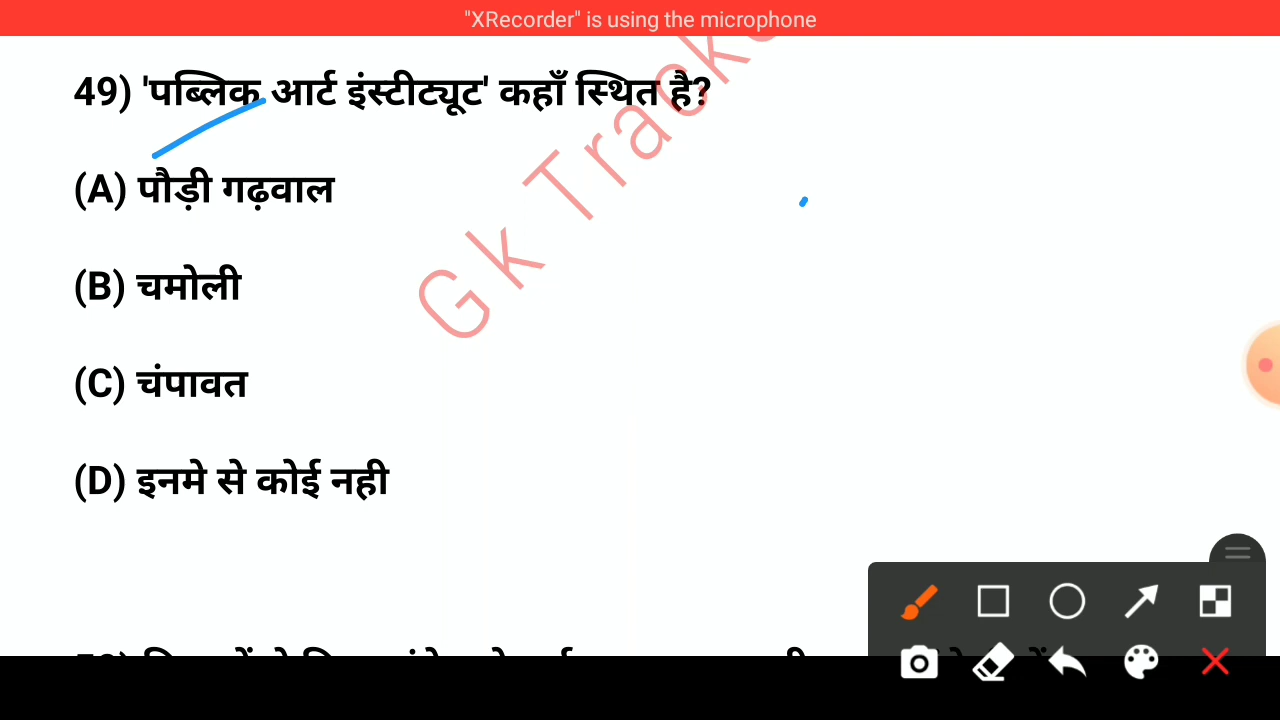 "XRecorder" is using the microphone
49) 'पब्लिक आर्ट इंस्टीट्यूट' कहाँ स्थित है?
(A) पौड़ी गढ़वाल
(B) चमोली
(C) चंपावत
(D) इनमे से कोई नही
Gk Track